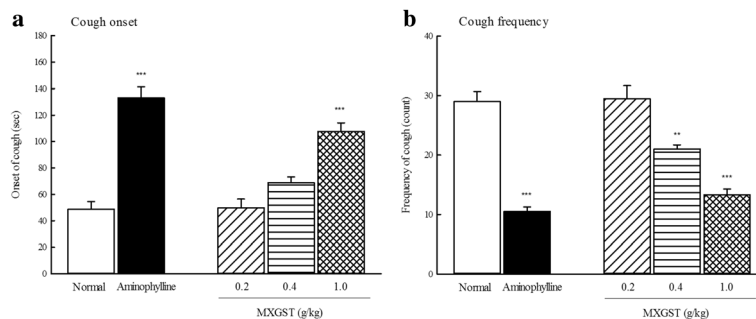 a
Cough onset
180
160
140
120
100
80
60
40
20
0
Onset of cough (sec)
***
***
Normal Aminophylline 0.2 0.4 1.0
MXGST (g/kg)
b
Cough frequency
40
30
20
10
0
Frequency of cough (count)
***
**
***
Normal Aminophylline 0.2 0.4 1.0
MXGST (g/kg)